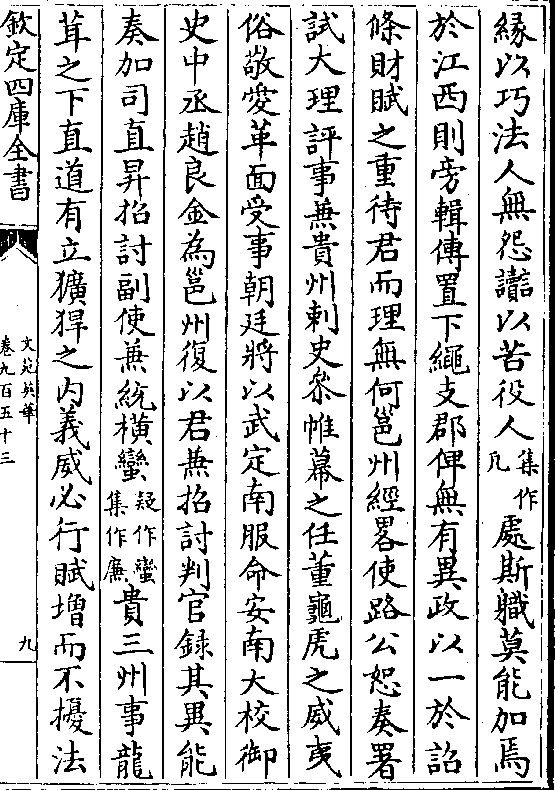 緣以巧法人無怨讟以苦役人集作凡處斯職莫能加焉
於江西則旁輯傳置下繩支郡俾無有異政以一於詔
條財賦之重待君而理無何邕州經畧使路公恕奏署
試大理評事兼貴州刺史叅帷幕之任董龜虎之威夷
俗敬愛革面受事朝廷將以武定南服命安南大校御
史中丞趙良金為邕州復以君兼招討判官録其異能
奏加司直昇招討副使兼統橫蠻疑作蠻集作廉貴三州事龍
茸之下直道有立獷猂之内義威必行賦增而不擾法
欽定四庫全書
文苑英華
卷九百五十三
九